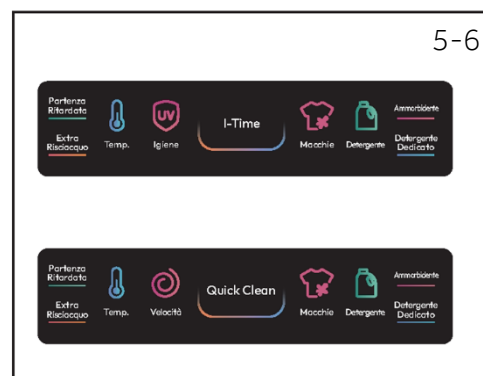 5-6
Partenza
Ritardata
Extra
Risciacquo
Temp.
UV
Igiene
I-Time
Macchie
Detergente
Ammorbidente
Detergente
Dedicato
Partenza
Ritardata
Extra
Risciacquo
Temp.
Velocità
Quick Clean
Macchie
Detergente
Ammorbidente
Detergente
Dedicato